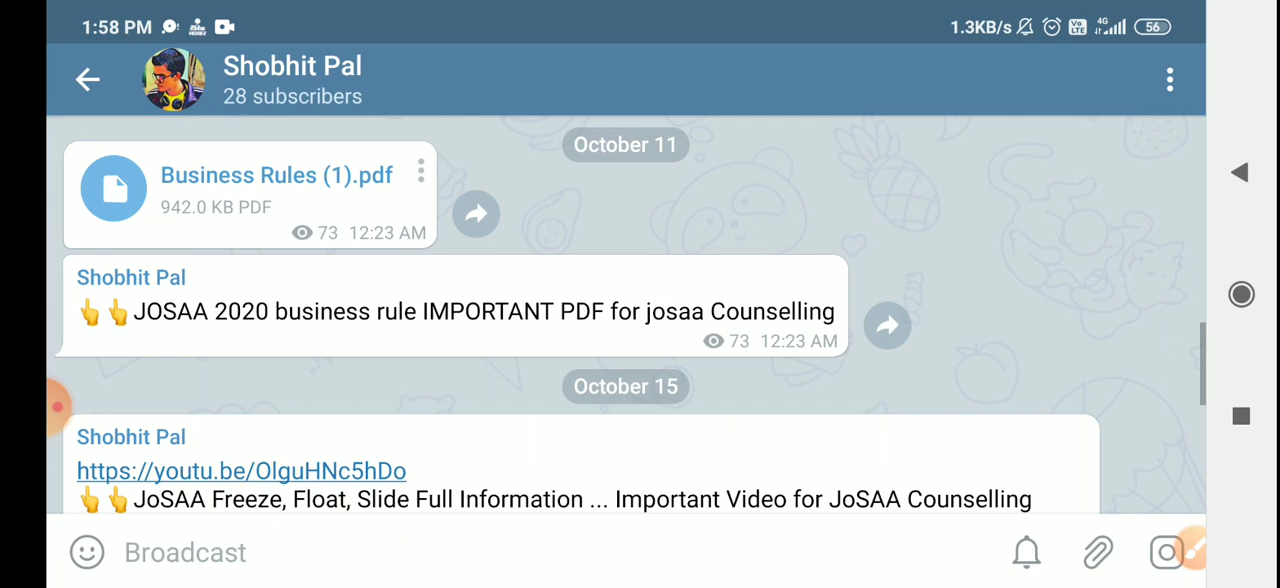 1:58 PM 1.3KB/s 4G 56
Shobhit Pal
28 subscribers
October 11
Business Rules (1).pdf
942.0 KB PDF
73 12:23 AM
Shobhit Pal
👆👆JOSAA 2020 business rule IMPORTANT PDF for josaa Counselling
73 12:23 AM
October 15
Shobhit Pal
https://youtu.be/OlguHNc5hDo
👆👆JoSAA Freeze, Float, Slide Full Information ... Important Video for JoSAA Counselling
Broadcast